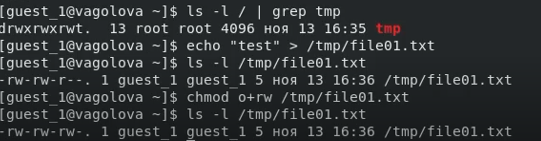 [guest_1@vagolova ~]$ ls -l / | grep tmp
drwxrwxrwt.  13 root root 4096 ноя 13 16:35 tmp
[guest_1@vagolova ~]$ echo "test" > /tmp/file01.txt
[guest_1@vagolova ~]$ ls -l /tmp/file01.txt
-rw-rw-r--. 1 guest_1 guest_1 5 ноя 13 16:36 /tmp/file01.txt
[guest_1@vagolova ~]$ chmod o+rw /tmp/file01.txt
[guest_1@vagolova ~]$ ls -l /tmp/file01.txt
-rw-rw-rw-. 1 guest_1 guest_1 5 ноя 13 16:36 /tmp/file01.txt